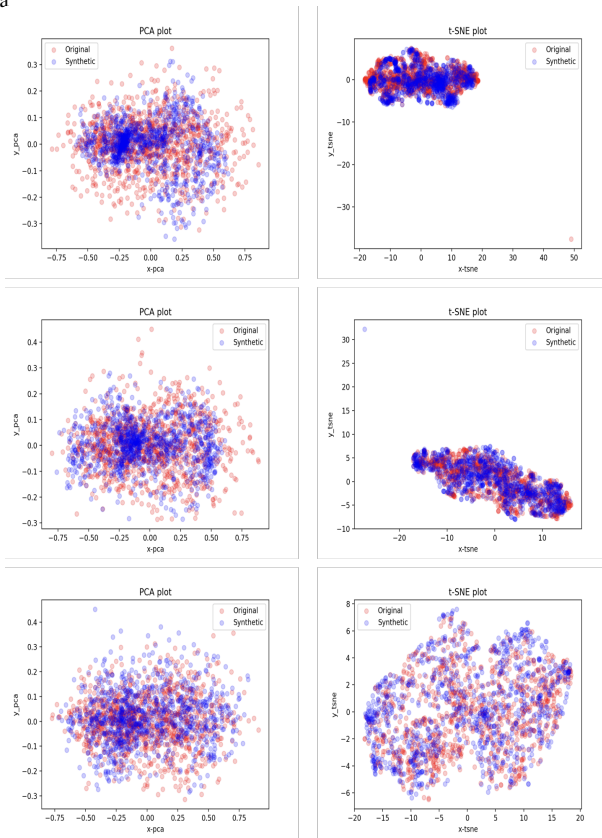 a
PCA plot
Original
Synthetic
y_pca
0.3
0.2
0.1
0.0
−0.1
−0.2
−0.3
−0.75 −0.50 −0.25 0.00 0.25 0.50 0.75
x-pca
t-SNE plot
Original
Synthetic
y_tsne
0
−10
−20
−30
−20 −10 0 10 20 30 40 50
x-tsne
PCA plot
Original
Synthetic
y_pca
0.4
0.3
0.2
0.1
0.0
−0.1
−0.2
−0.3
−0.75 −0.50 −0.25 0.00 0.25 0.50 0.75
x-pca
t-SNE plot
Original
Synthetic
y_tsne
30
25
20
15
10
5
0
−5
−10
−20 −10 0 10
x-tsne
PCA plot
Original
Synthetic
y_pca
0.4
0.3
0.2
0.1
0.0
−0.1
−0.2
−0.3
−0.75 −0.50 −0.25 0.00 0.25 0.50 0.75
x-pca
t-SNE plot
Original
Synthetic
y_tsne
8
6
4
2
0
−2
−4
−6
−20 −15 −10 −5 0 5 10 15 20
x-tsne